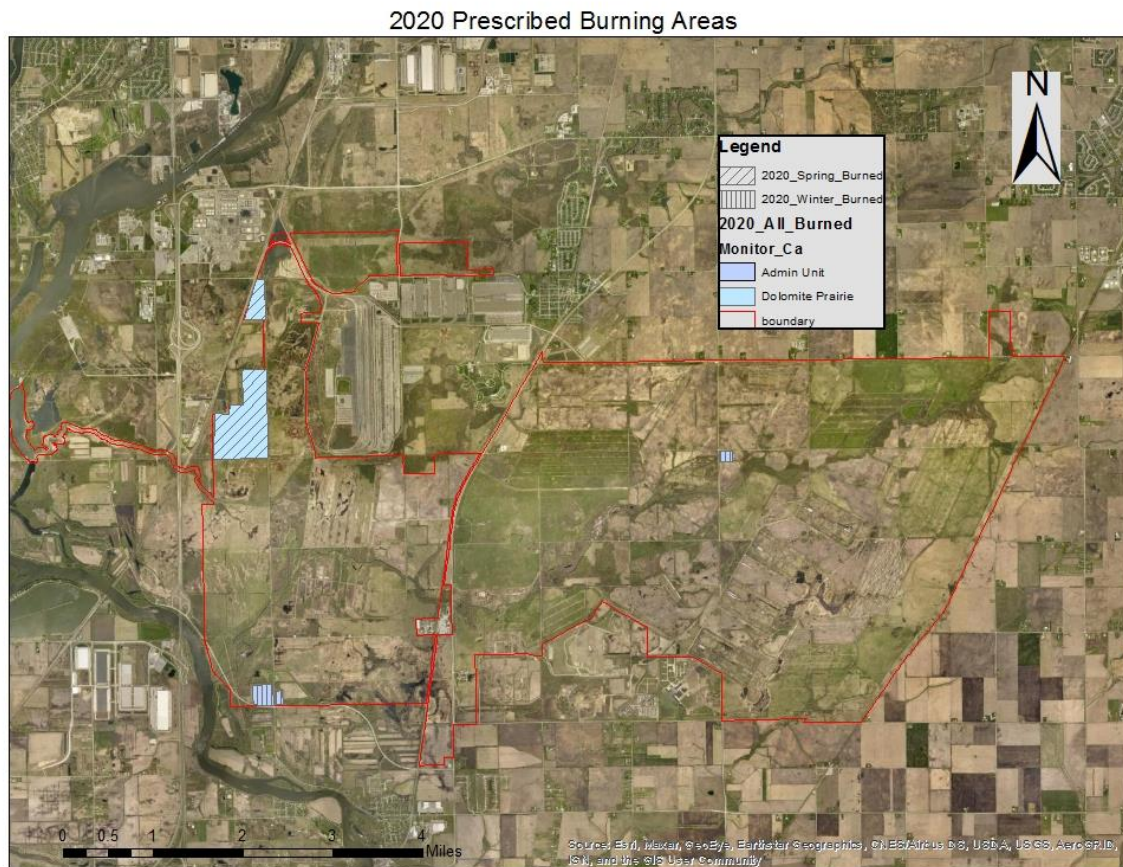 2020 Prescribed Burning Areas
N
Legend
2020_Spring_Burned
2020_Winter_Burned
2020_All_Burned
Monitor_Ca
Admin Unit
Dolomite Prairie
boundary
0 0.5 1 2 3 4
Miles
Source: Esri, Maxar, GeoEye, Earthstar Geographics, CNES/Airbus DS, USDA, USGS, AeroGRID,
IGN, and the GIS User Community